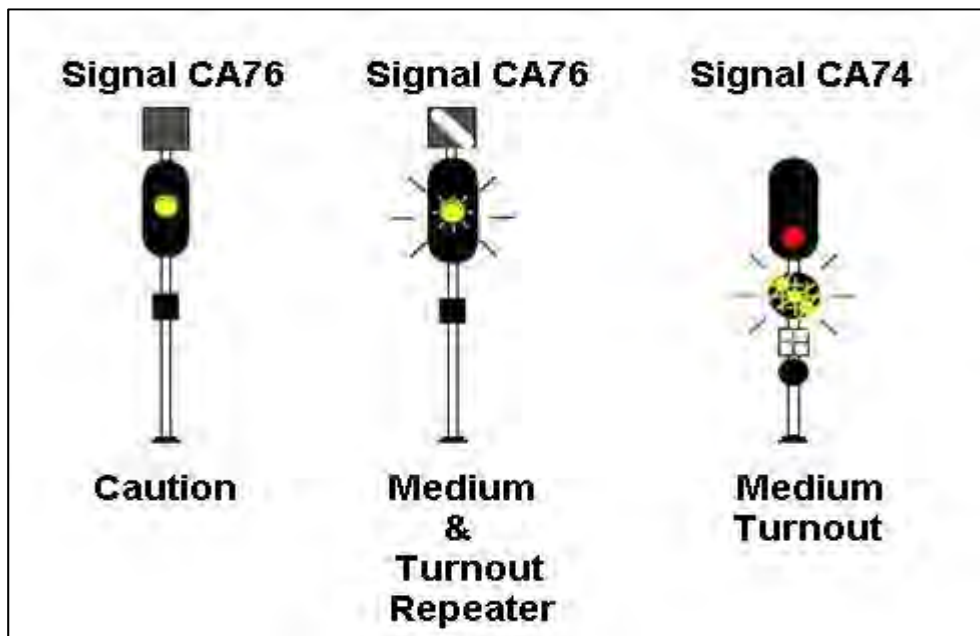 Signal CA76
Signal CA76
Signal CA74
Caution
Medium
&
Turnout
Repeater
Medium
Turnout